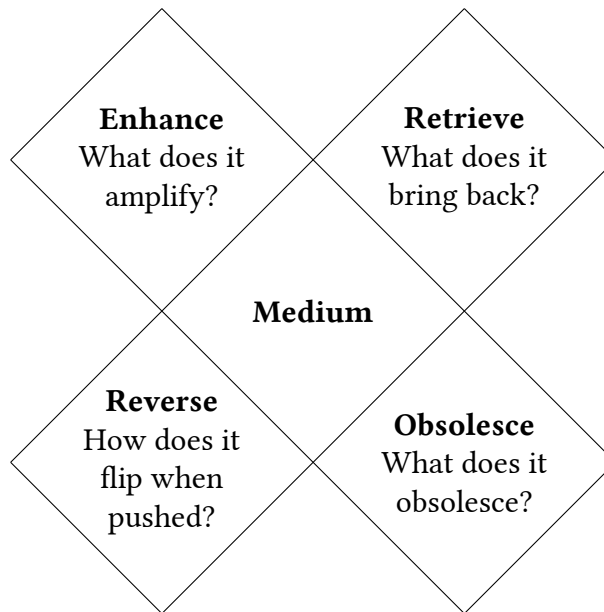 Enhance
What does it
amplify?
Retrieve
What does it
bring back?
Medium
Reverse
How does it
flip when
pushed?
Obsolesce
What does it
obsolesce?